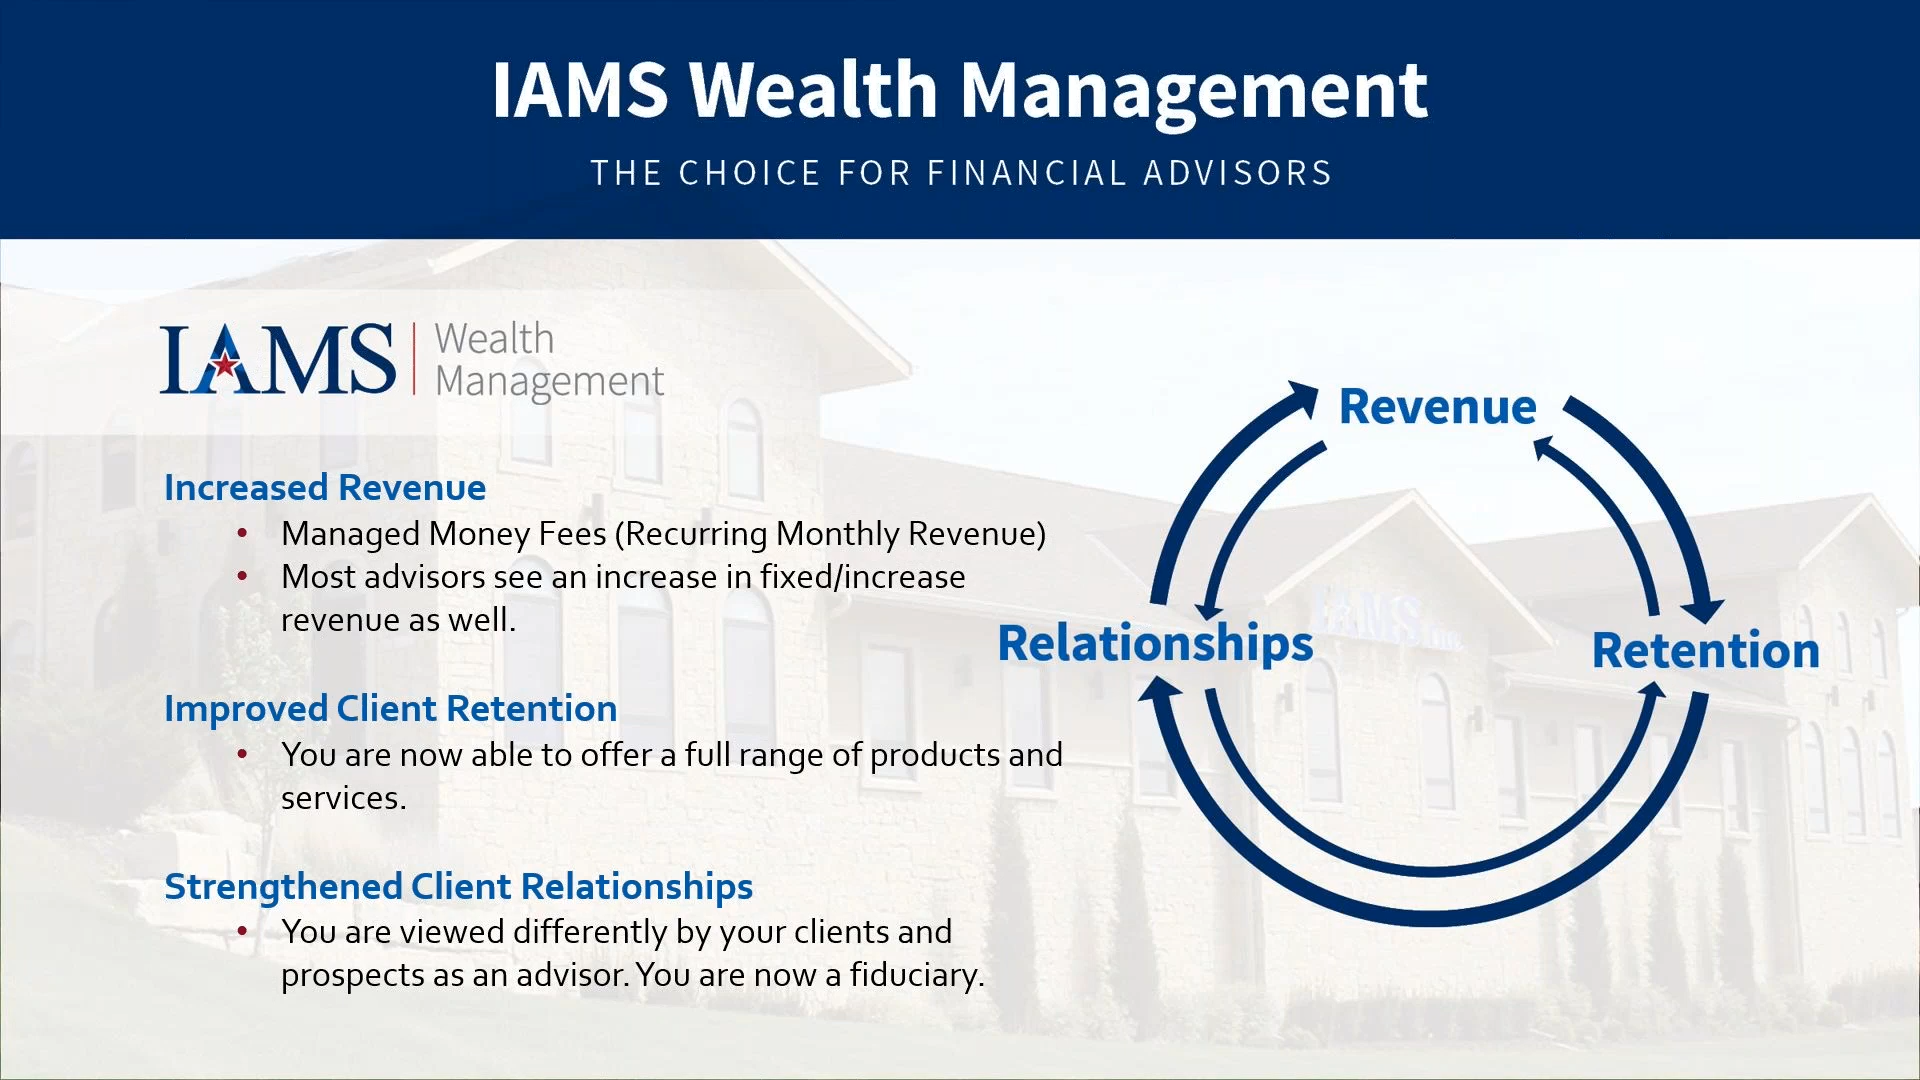 IAMS Wealth Management
THE CHOICE FOR FINANCIAL ADVISORS
IAMS | Wealth
Management
Increased Revenue
• Managed Money Fees (Recurring Monthly Revenue)
• Most advisors see an increase in fixed/increase
revenue as well.
Improved Client Retention
• You are now able to offer a full range of products and
services.
Strengthened Client Relationships
• You are viewed differently by your clients and
prospects as an advisor. You are now a fiduciary.
Revenue
Relationships
Retention
IAMS Inc.